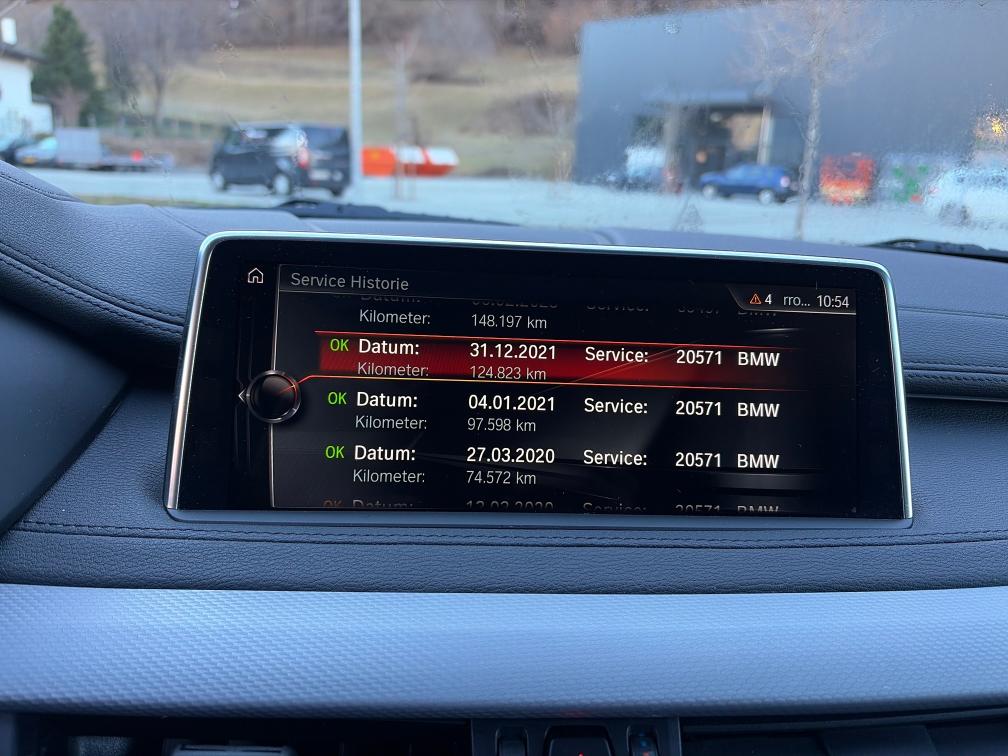 Service Historie
4 rro... 10:54
Kilometer: 148.197 km
OK Datum: 31.12.2021 Service: 20571 BMW
Kilometer: 124.823 km
OK Datum: 04.01.2021 Service: 20571 BMW
Kilometer: 97.598 km
OK Datum: 27.03.2020 Service: 20571 BMW
Kilometer: 74.572 km